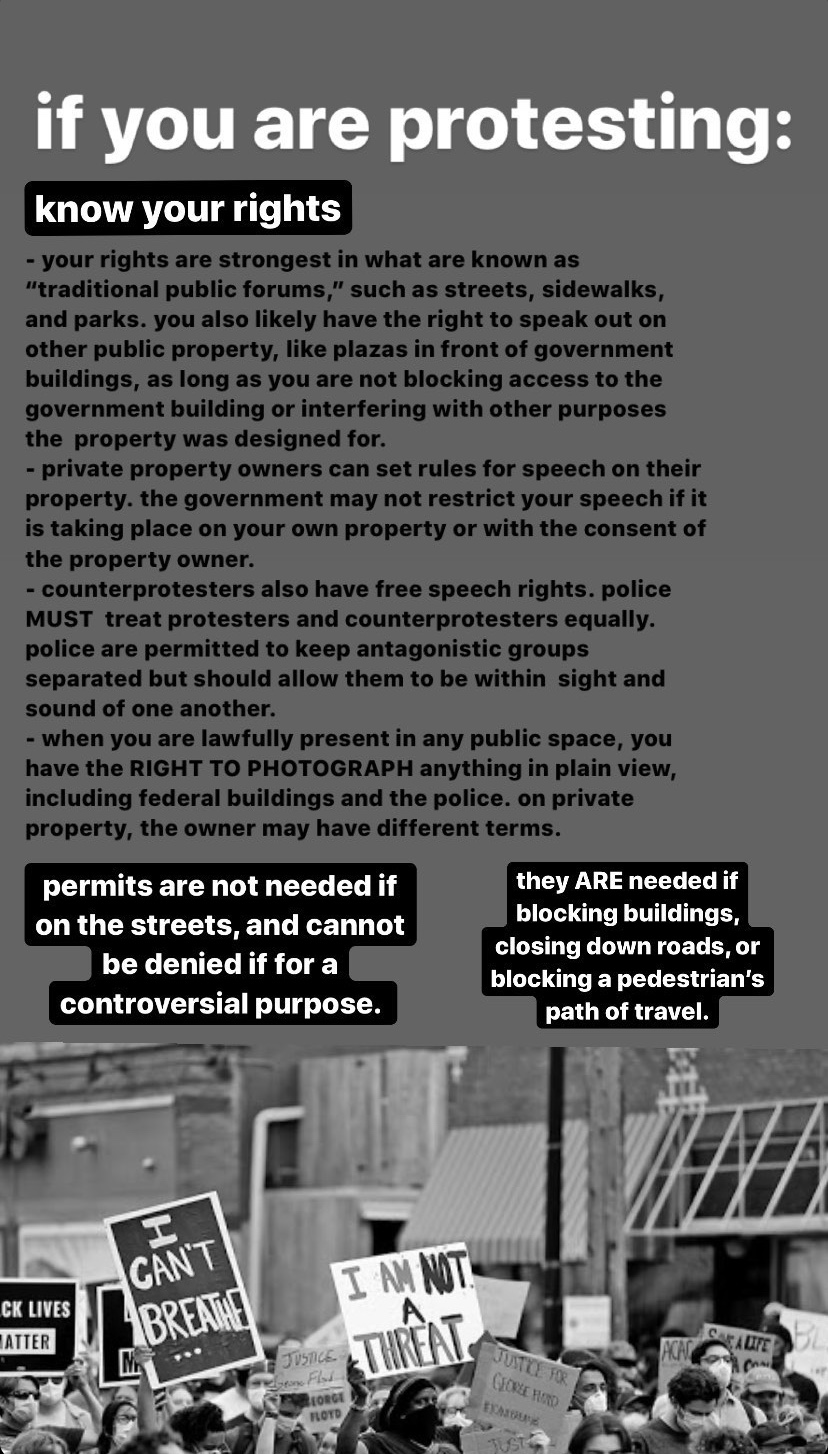 if you are protesting:
know your rights
- your rights are strongest in what are known as
“traditional public forums,” such as streets, sidewalks,
and parks. you also likely have the right to speak out on
other public property, like plazas in front of government
buildings, as long as you are not blocking access to the
government building or interfering with other purposes
the  property was designed for.
- private property owners can set rules for speech on their
property. the government may not restrict your speech if it
is taking place on your own property or with the consent of
the property owner.
- counterprotesters also have free speech rights. police
MUST  treat protesters and counterprotesters equally.
police are permitted to keep antagonistic groups
separated but should allow them to be within  sight and
sound of one another.
- when you are lawfully present in any public space, you
have the RIGHT TO PHOTOGRAPH anything in plain view,
including federal buildings and the police. on private
property, the owner may have different terms.
permits are not needed if
on the streets, and cannot
be denied if for a
controversial purpose.
they ARE needed if
blocking buildings,
closing down roads, or
blocking a pedestrian’s
path of travel.
CK LIVES
MATTER
I
CAN'T
BREATHE
...
I AM NOT
A
THREAT
JUSTICE
George Floyd
GEORGE
FLOYD
JUSTICE FOR
GEORGE FLOYD
JUST
ACAB
SAVE A LIFE
BL